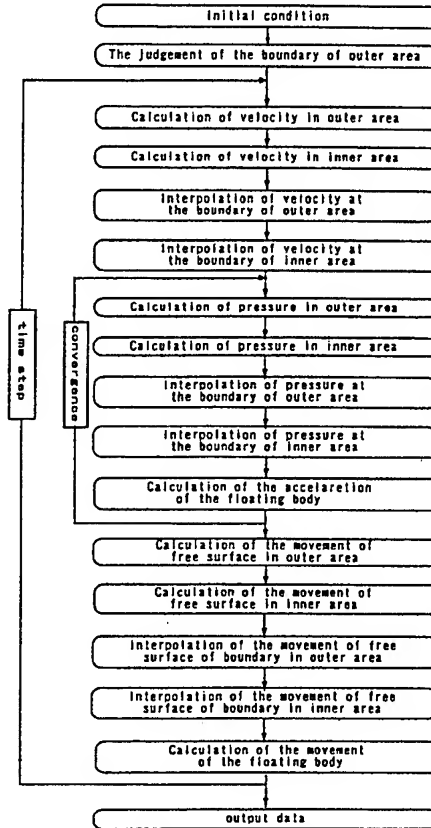 Initial condition
The judgement of the boundary of outer area
Calculation of velocity in outer area
Calculation of velocity in inner area
Interpolation of velocity at
the boundary of outer area
Interpolation of velocity at
the boundary of inner area
Calculation of pressure in outer area
Calculation of pressure in inner area
Interpolation of pressure at
the boundary of outer area
Interpolation of pressure at
the boundary of inner area
Calculation of the accelaretion
of the floating body
convergence
time step
Calculation of the movement of
free surface in outer area
Calculation of the movement of
free surface in inner area
Interpolation of the movement of free
surface of boundary in outer area
Interpolation of the movement of free
surface of boundary in inner area
Calculation of the movement
of the floating body
output data